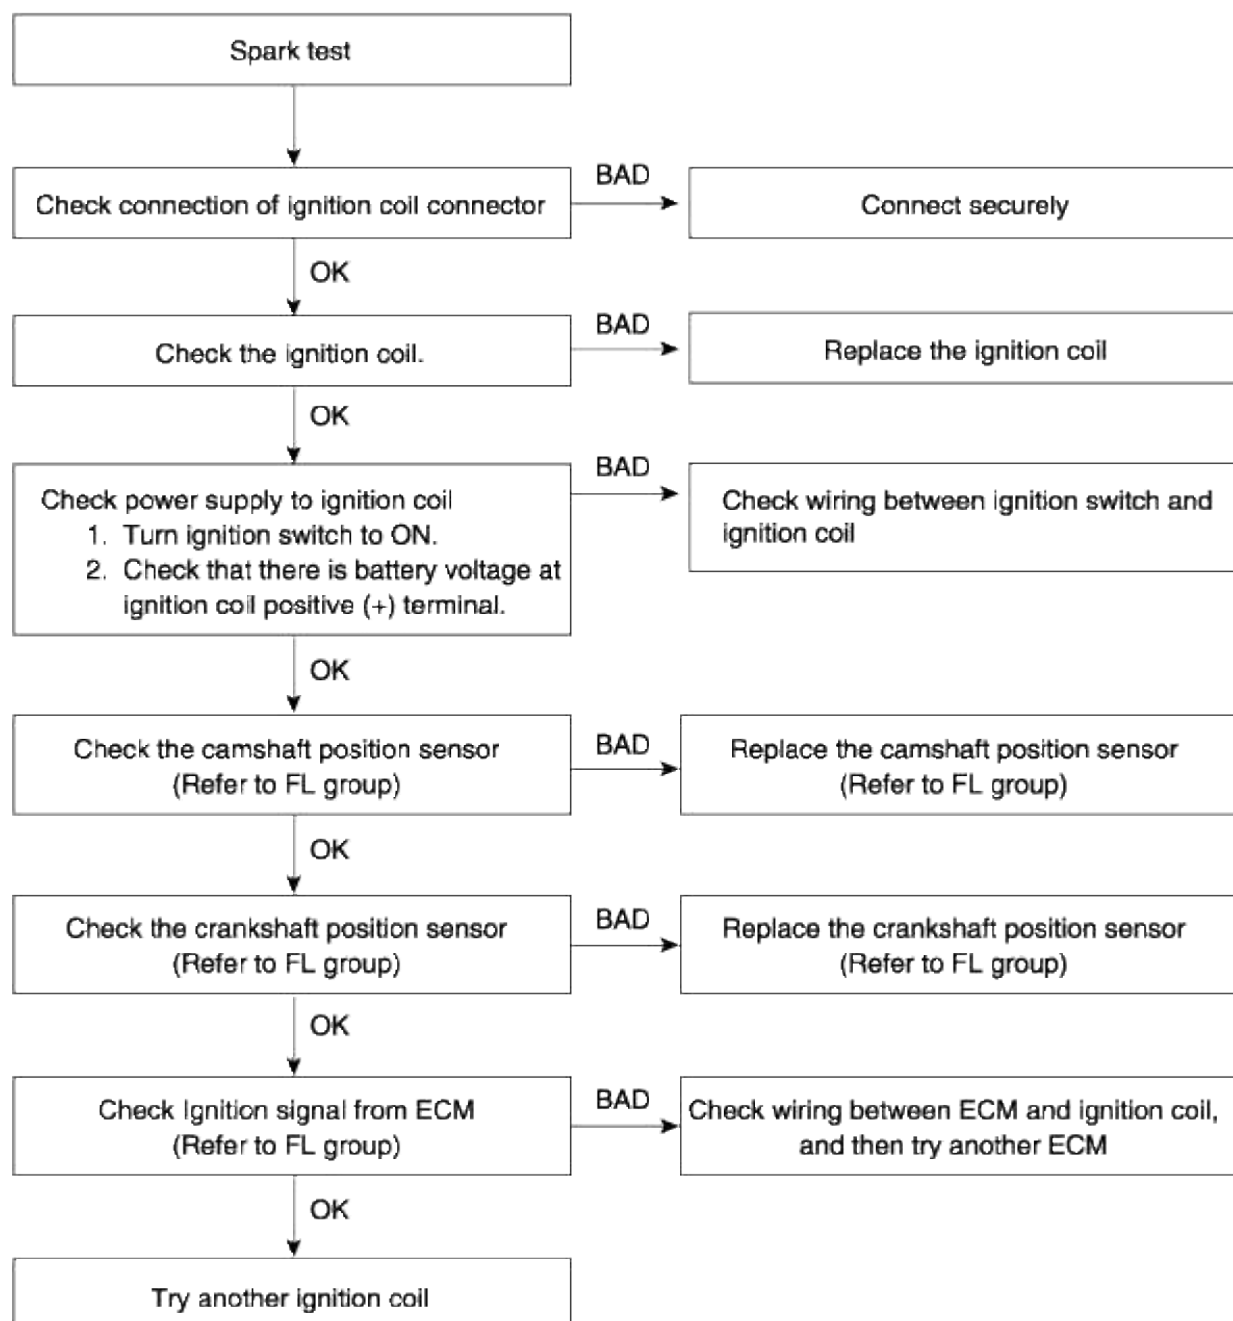 Spark test
Check connection of ignition coil connector
BAD
Connect securely
OK
Check the ignition coil.
BAD
Replace the ignition coil
OK
Check power supply to ignition coil
1. Turn ignition switch to ON.
2. Check that there is battery voltage at
ignition coil positive (+) terminal.
BAD
Check wiring between ignition switch and
ignition coil
OK
Check the camshaft position sensor
(Refer to FL group)
BAD
Replace the camshaft position sensor
(Refer to FL group)
OK
Check the crankshaft position sensor
(Refer to FL group)
BAD
Replace the crankshaft position sensor
(Refer to FL group)
OK
Check Ignition signal from ECM
(Refer to FL group)
BAD
Check wiring between ECM and ignition coil,
and then try another ECM
OK
Try another ignition coil